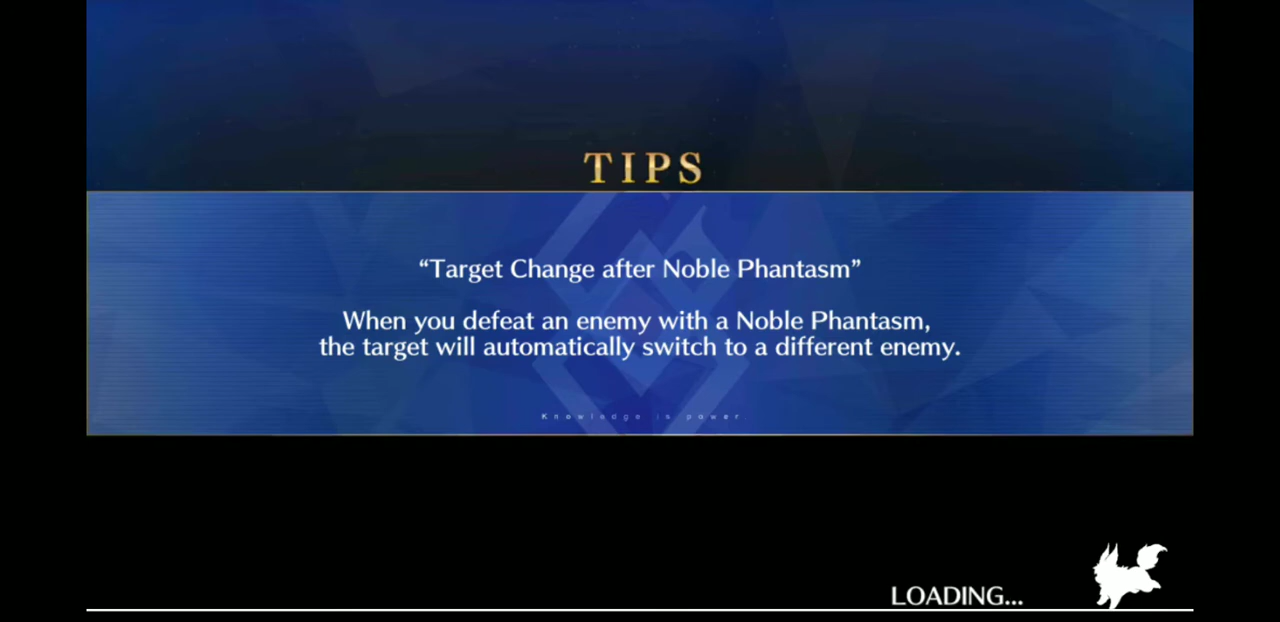 TIPS
“Target Change after Noble Phantasm”
When you defeat an enemy with a Noble Phantasm,
the target will automatically switch to a different enemy.
Knowledge is power
LOADING...